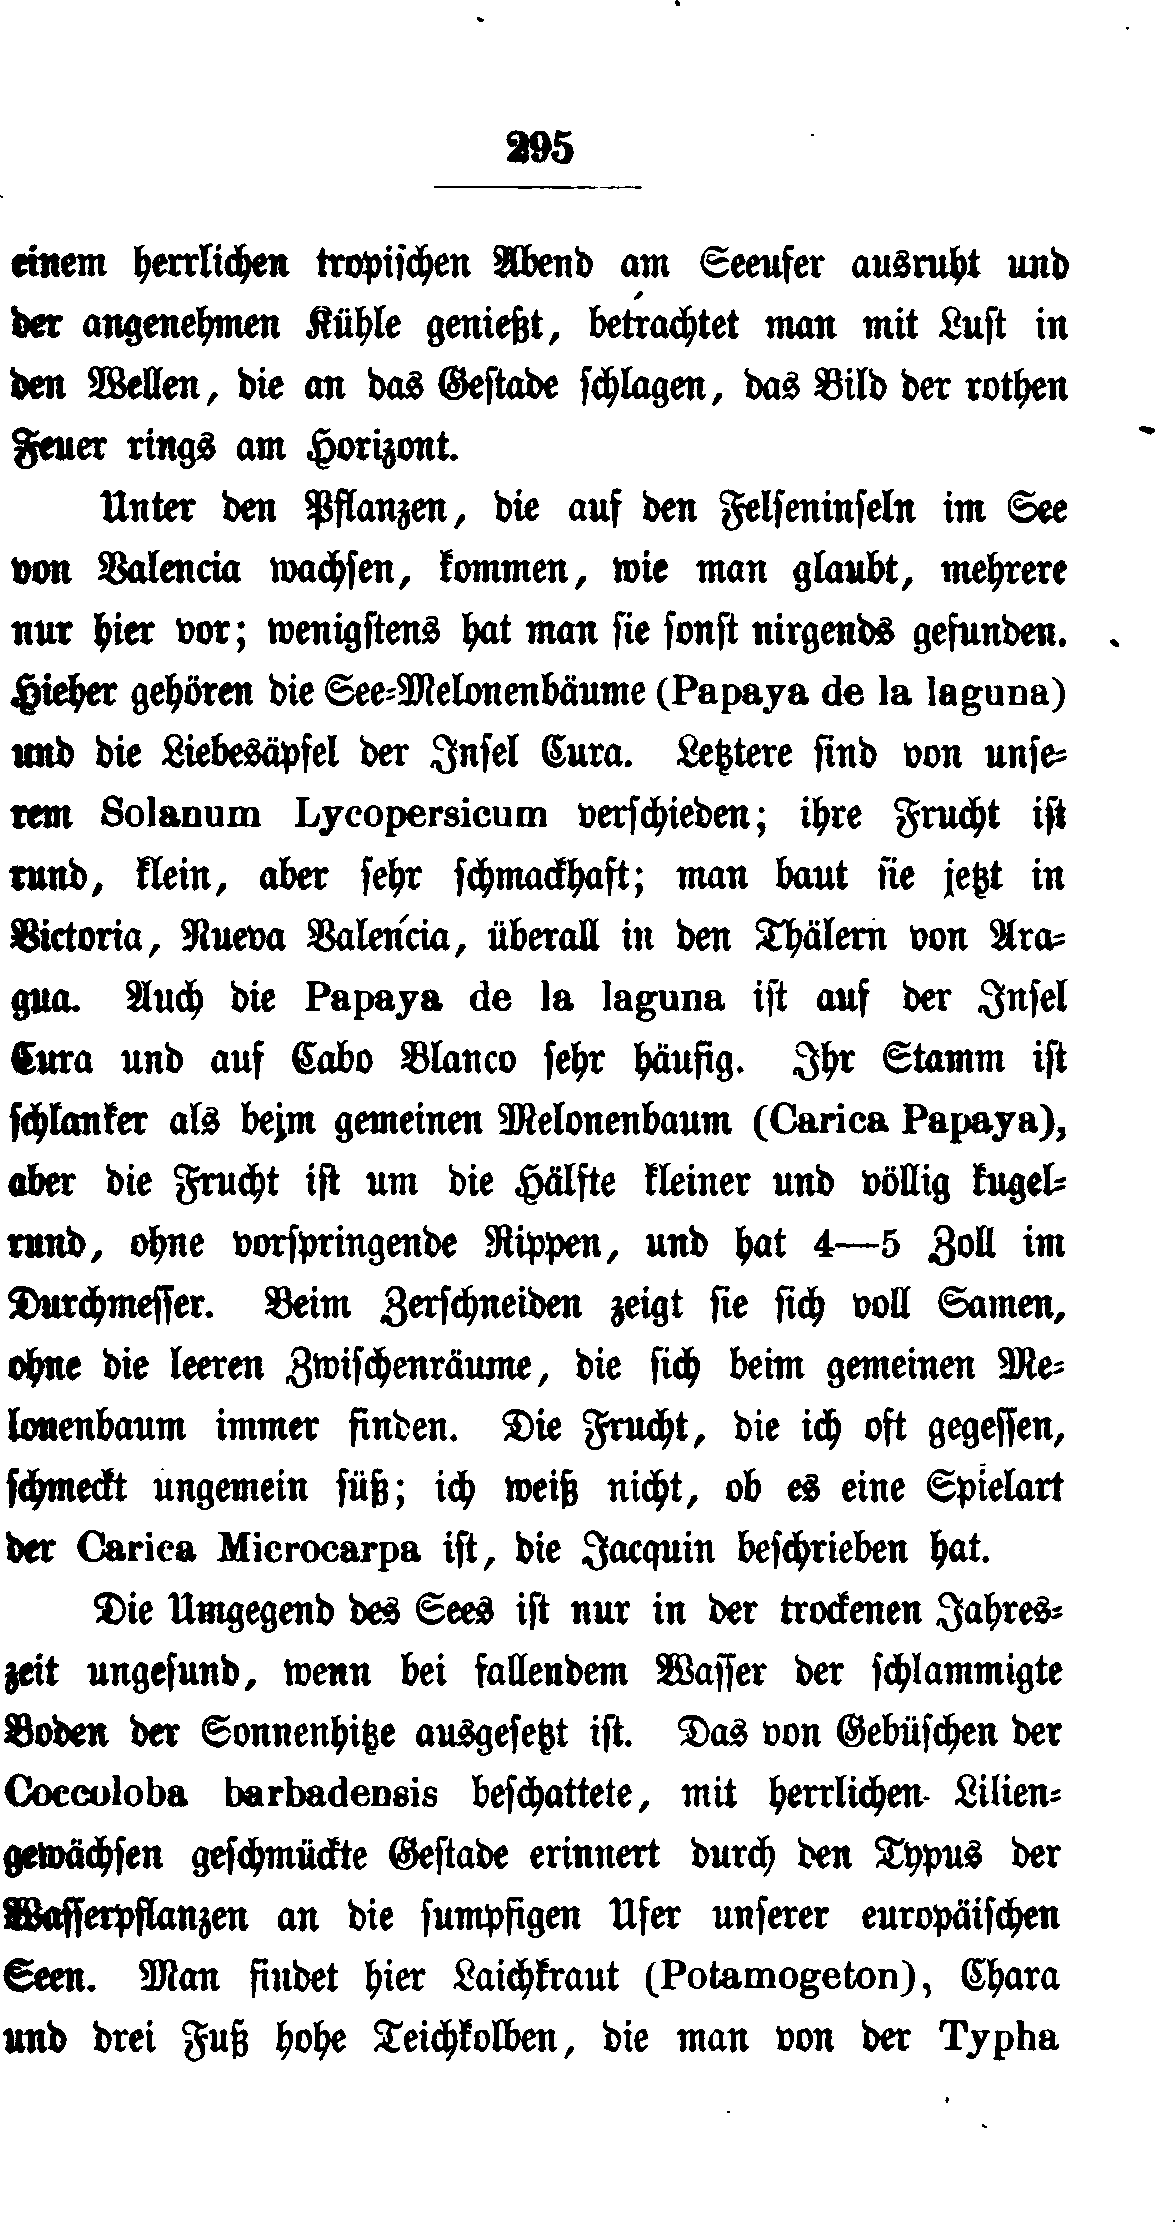 295
einem herrlichen tropischen Abend am Seeufer ausruht und
der angenehmen Kühle genießt, betrachtet man mit Lust in
den Wellen, die an das Gestade schlagen, das Bild der rothen
Feuer rings am Horizont.
Unter den Pflanzen, die auf den Felseninseln im See
von Valencia wachsen, kommen, wie man glaubt, mehrere
nur hier vor; wenigstens hat man sie sonst nirgends gefunden.
Hieher gehören die See-Melonenbäume (Papaya de la laguna)
und die Liebesäpfel der Insel Cura. Letztere sind von unse-
rem Solanum Lycopersicum verschieden; ihre Frucht ist
rund, klein, aber sehr schmackhaft; man baut sie jetzt in
Victoria, Nueva Valencia, überall in den Thälern von Ara-
gua. Auch die Papaya de la laguna ist auf der Insel
Cura und auf Cabo Blanco sehr häufig. Ihr Stamm ist
schlanker als beim gemeinen Melonenbaum (Carica Papaya),
aber die Frucht ist um die Hälfte kleiner und völlig kugel-
rund, ohne vorspringende Rippen, und hat 4—5 Zoll im
Durchmesser. Beim Zerschneiden zeigt sie sich voll Samen,
ohne die leeren Zwischenräume, die sich beim gemeinen Me-
lonenbaum immer finden. Die Frucht, die ich oft gegessen,
schmeckt ungemein süß; ich weiß nicht, ob es eine Spielart
der Carica Microcarpa ist, die Jacquin beschrieben hat.
Die Umgegend des Sees ist nur in der trockenen Jahres-
zeit ungesund, wenn bei fallendem Wasser der schlammigte
Boden der Sonnenhitze ausgesetzt ist. Das von Gebüschen der
Coccoloba barbadensis beschattete, mit herrlichen Lilien-
gewächsen geschmückte Gestade erinnert durch den Typus der
Wasserpflanzen an die sumpfigen Ufer unserer europäischen
Seen. Man findet hier Laichkraut (Potamogeton), Chara
und drei Fuß hohe Teichkolben, die man von der Typha